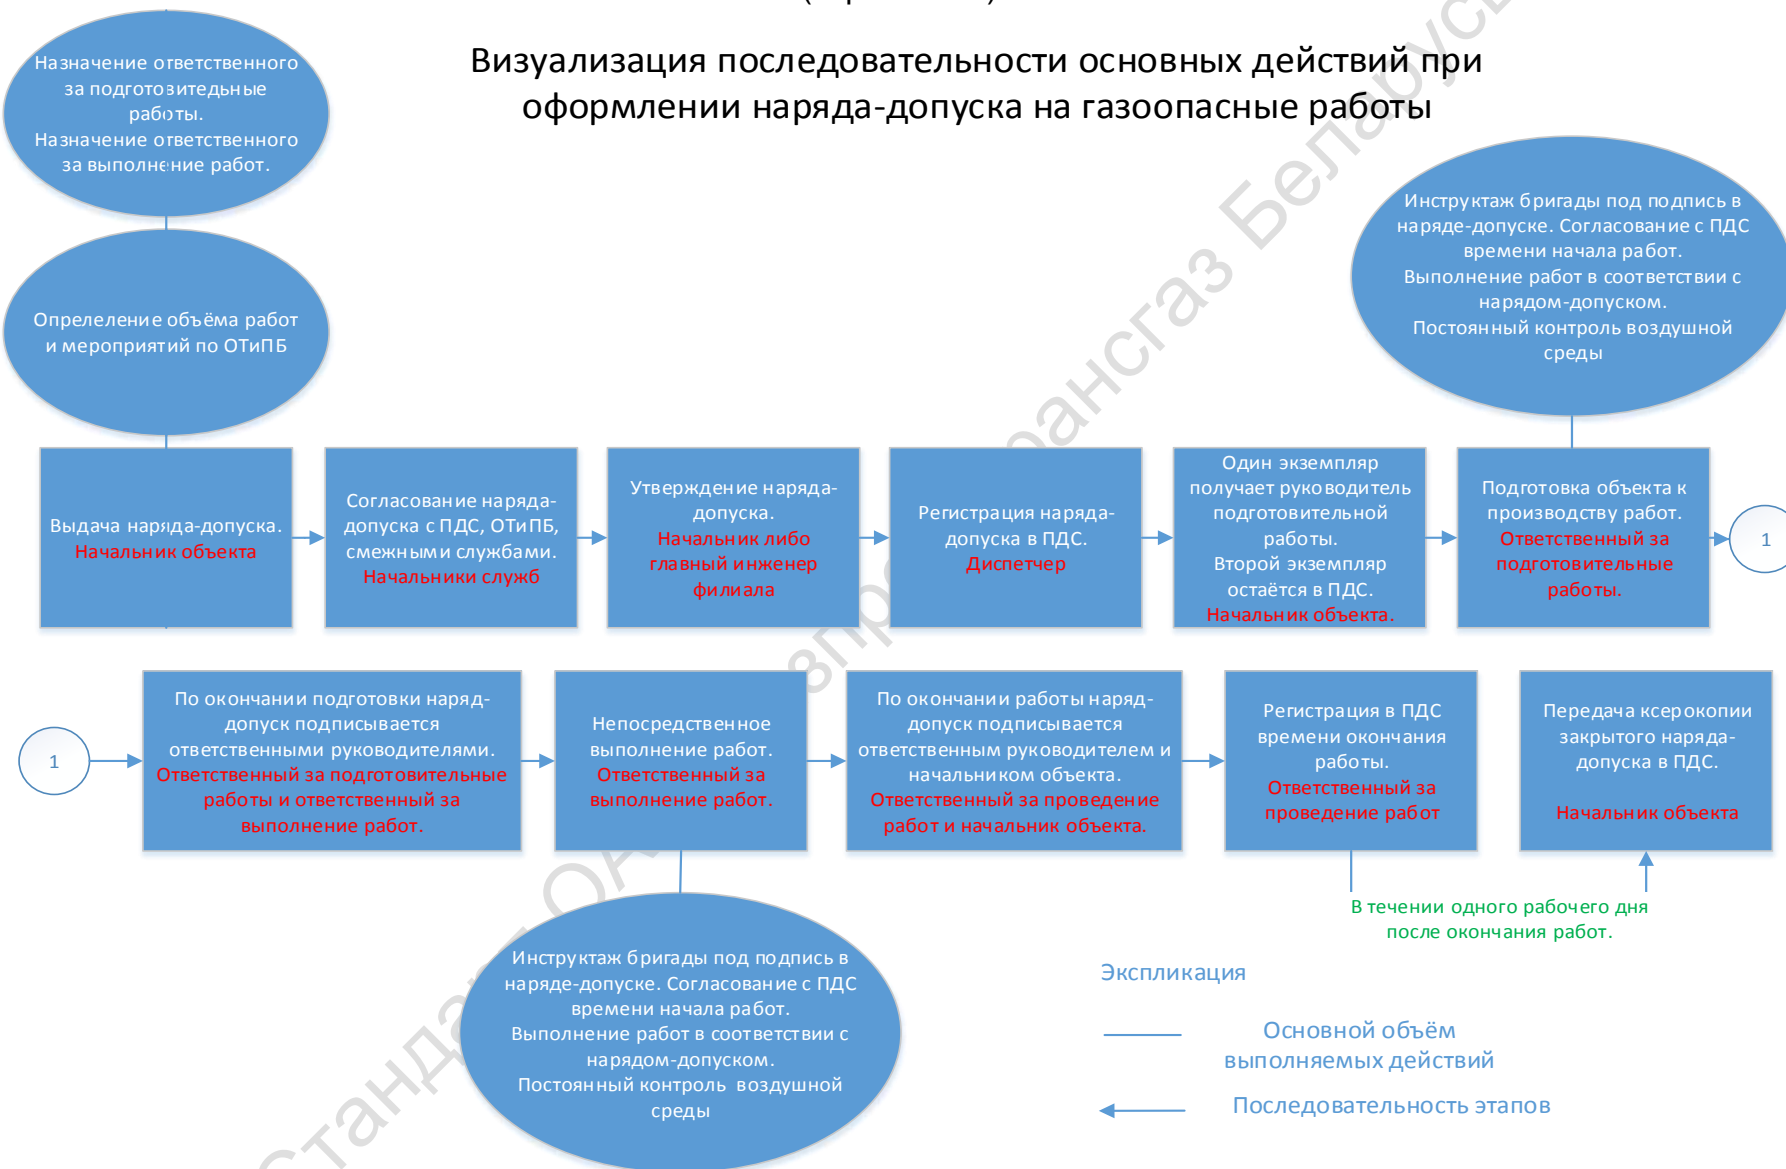 Визуализация последовательности основных действий при
оформлении наряда-допуска на газоопасные работы
Назначение ответственного
за подготовитедьные
работы.
Назначение ответственного
за выполнение работ.
Опрелеление объёма работ
и мероприятий по ОТиПБ
Инструктаж бригады под подпись в
наряде-допуске. Согласование с ПДС
времени начала работ.
Выполнение работ в соответствии с
нарядом-допуском.
Постоянный контроль воздушной
среды
Выдача наряда-допуска.
Начальник объекта
Согласование наряда-
допуска с ПДС, ОТиПБ,
смежными службами.
Начальники служб
Утверждение наряда-
допуска.
Начальник либо
главный инженер
филиала
Регистрация наряда-
допуска в ПДС.
Диспетчер
Один экземпляр
получает руководитель
подготовительной
работы.
Второй экземпляр
остаётся в ПДС.
Начальник объекта.
Подготовка объекта к
производству работ.
Ответственный за
подготовительные
работы.
1
1
По окончании подготовки наряд-
допуск подписывается
ответственными руководителями.
Ответственный за подготовительные
работы и ответственный за
выполнение работ.
Непосредственное
выполнение работ.
Ответственный за
выполнение работ.
По окончании работы наряд-
допуск подписывается
ответственным руководителем и
начальником объекта.
Ответственный за проведение
работ и начальник объекта.
Регистрация в ПДС
времени окончания
работы.
Ответственный за
проведение работ
Передача ксерокопии
закрытого наряда-
допуска в ПДС.
Начальник объекта
В течении одного рабочего дня
после окончания работ.
Инструктаж бригады под подпись в
наряде-допуске. Согласование с ПДС
времени начала работ.
Выполнение работ в соответствии с
нарядом-допуском.
Постоянный контроль воздушной
среды
Экспликация
Основной объём
выполняемых действий
Последовательность этапов